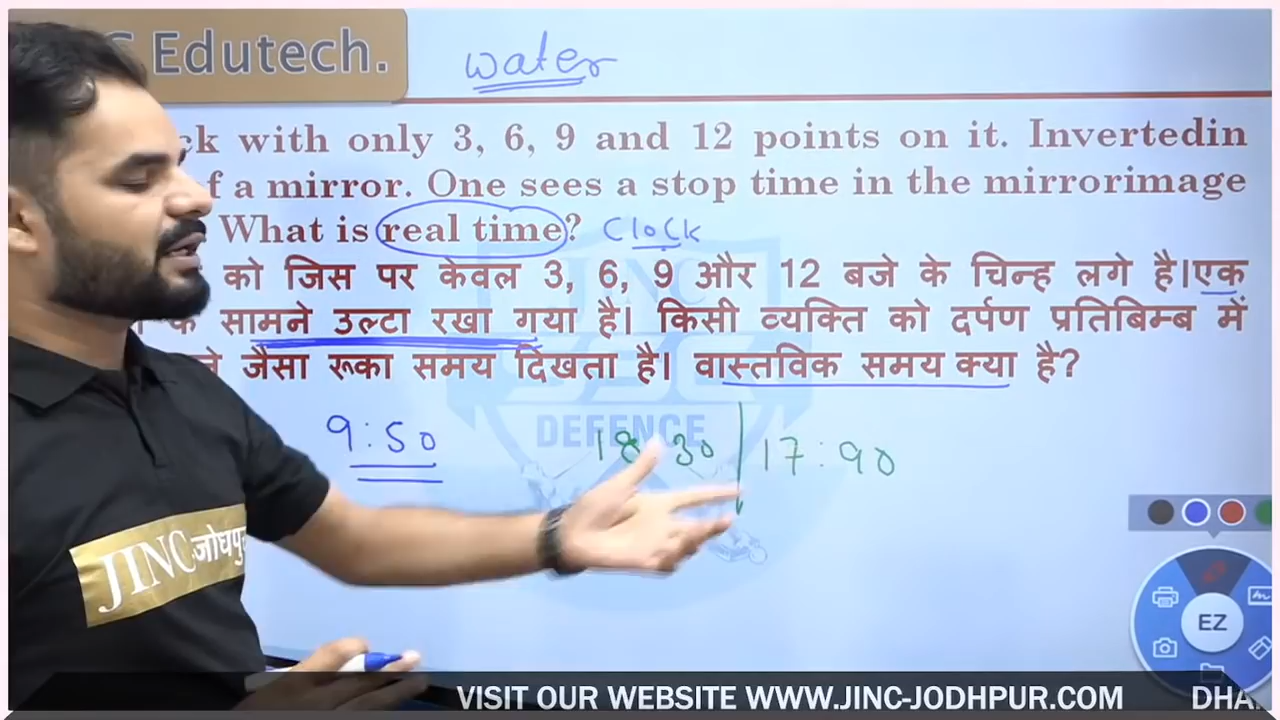 Edutech.
water
ck with only 3, 6, 9 and 12 points on it. Invertedin
f a mirror. One sees a stop time in the mirrorimage
What is real time? Clock
को जिस पर केवल 3, 6, 9 और 12 बजे के चिन्ह लगे है।एक
के सामने उल्टा रखा गया है। किसी व्यक्ति को दर्पण प्रतिबिम्ब में
जैसा रूका समय दिखता है। वास्तविक समय क्या है?
9:50
18 30
17:90
DEFENCE
JINC-जोधपुर
EZ
VISIT OUR WEBSITE WWW.JINC-JODHPUR.COM
DHA